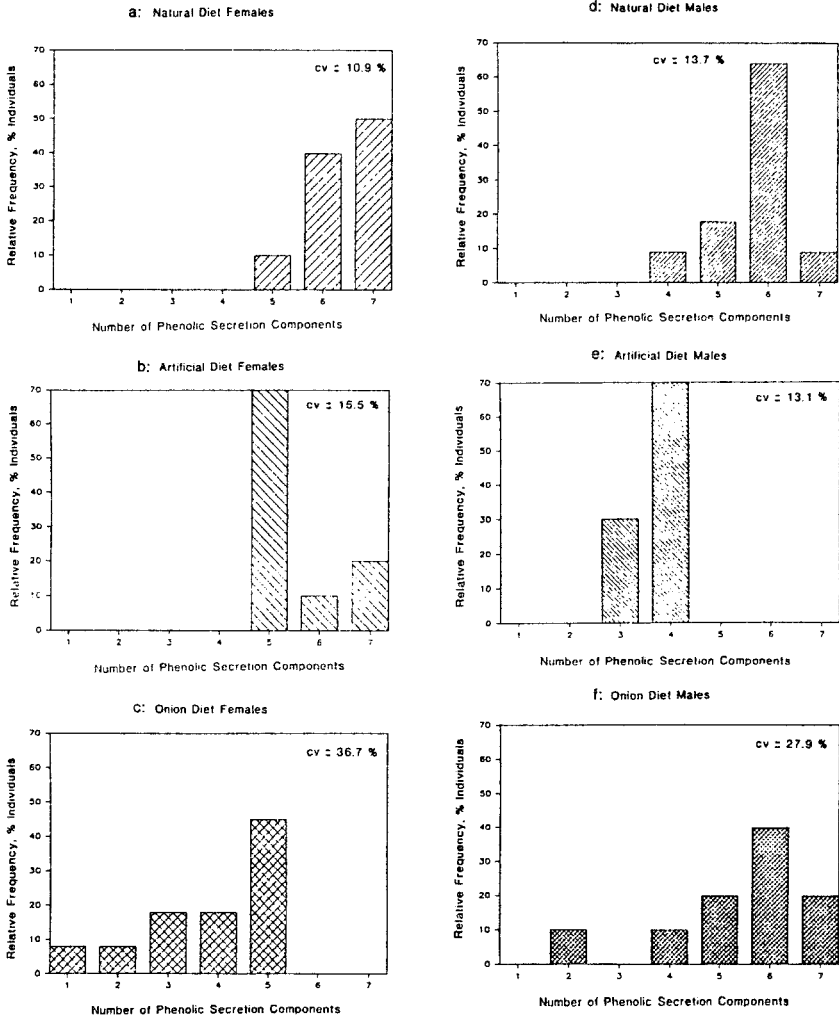 a: Natural Diet Females
cv = 10.9 %
Relative Frequency, % Individuals
70
60
50
40
30
20
10
0
1 2 3 4 5 6 7
Number of Phenolic Secretion Components
b: Artificial Diet Females
cv = 15.5 %
Relative Frequency, % Individuals
70
60
50
40
30
20
10
0
1 2 3 4 5 6 7
Number of Phenolic Secretion Components
c: Onion Diet Females
cv = 36.7 %
Relative Frequency, % Individuals
70
60
50
40
30
20
10
0
1 2 3 4 5 6 7
Number of Phenolic Secretion Components
d: Natural Diet Males
cv = 13.7 %
Relative Frequency, % Individuals
70
60
50
40
30
20
10
0
1 2 3 4 5 6 7
Number of Phenolic Secretion Components
e: Artificial Diet Males
cv = 13.1 %
Relative Frequency, % Individuals
70
60
50
40
30
20
10
0
1 2 3 4 5 6 7
Number of Phenolic Secretion Components
f: Onion Diet Males
cv = 27.9 %
Relative Frequency, % Individuals
70
60
50
40
30
20
10
0
1 2 3 4 5 6 7
Number of Phenolic Secretion Components